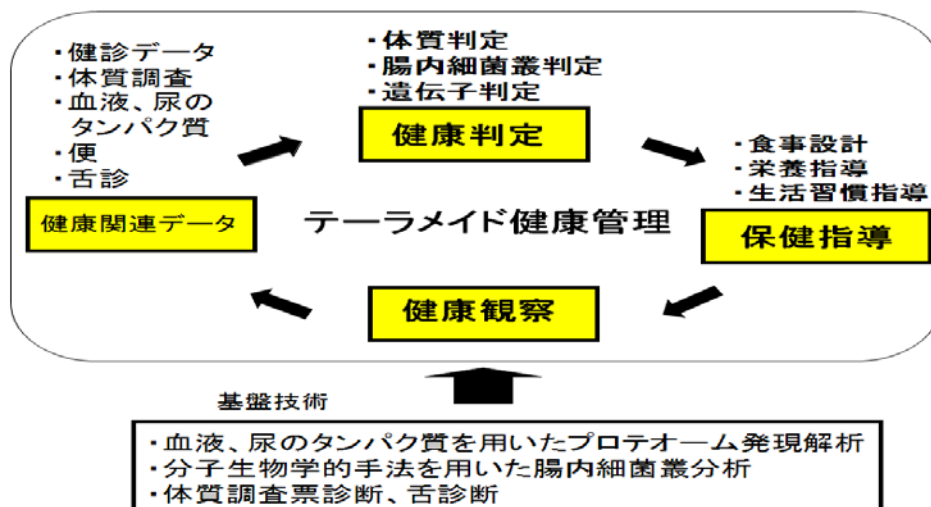 ・健診データ
・体質調査
・血液、尿の
タンパク質
・便
・舌診
健康関連データ
・体質判定
・腸内細菌叢判定
・遺伝子判定
健康判定
・食事設計
・栄養指導
・生活習慣指導
保健指導
テーラメイド健康管理
健康観察
基盤技術
・血液、尿のタンパク質を用いたプロテオーム発現解析
・分子生物学的手法を用いた腸内細菌叢分析
・体質調査票診断、舌診断